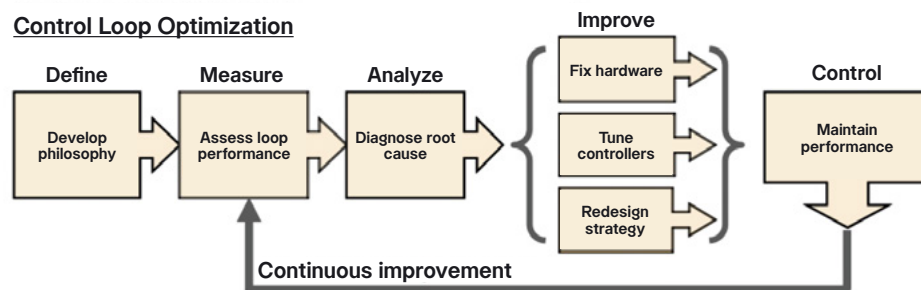 Control Loop Optimization
Define
Develop
philosophy
Measure
Assess loop
performance
Analyze
Diagnose root
cause
Improve
Fix hardware
Tune
controllers
Redesign
strategy
Control
Maintain
performance
Continuous improvement